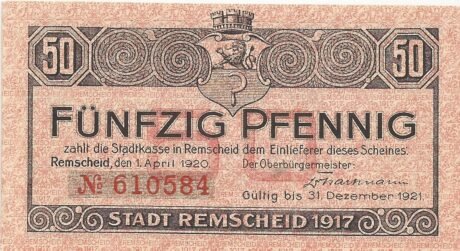 50 50
FÜNFZIG PFENNIG
zahlt die Stadtkasse in Remscheid dem Einlieferer dieses Scheines.
Remscheid, den 1. April 1920. Der Oberbürgermeister:
№ 610584
Gültig bis 31. Dezember 1921.
STADT REMSCHEID 1917